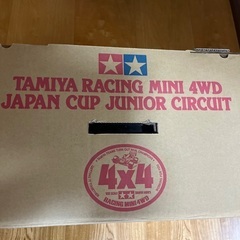 TAMIYA RACING MINI 4WD
JAPAN CUP JUNIOR CIRCUIT
4x4
RACING MINI 4WD